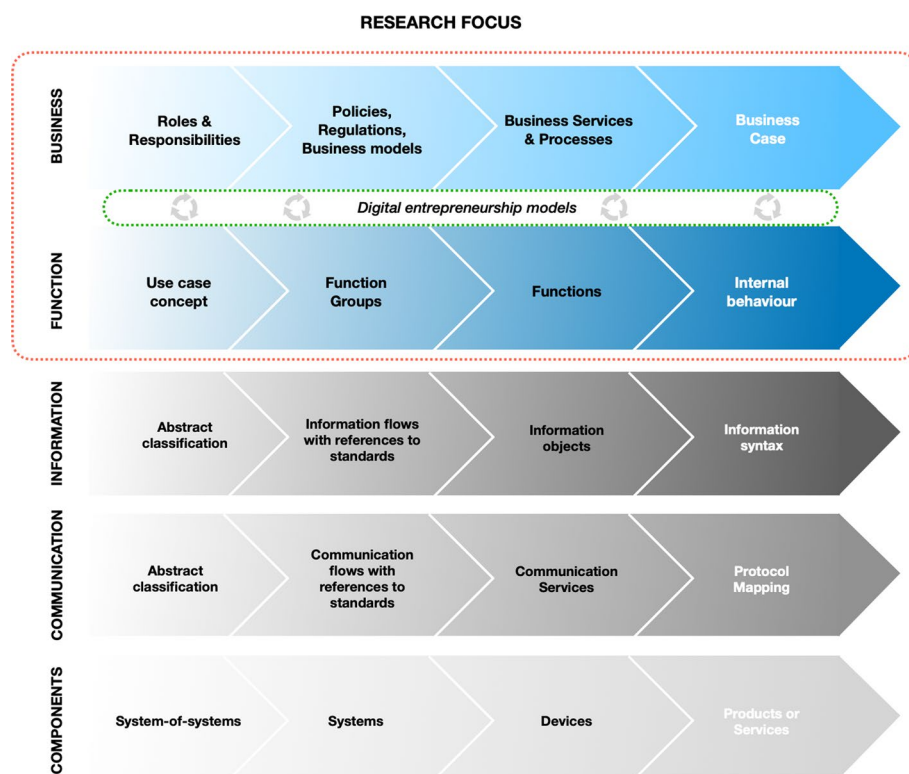 RESEARCH FOCUS
BUSINESS
Roles &
Responsibilities
Policies,
Regulations,
Business models
Business Services
& Processes
Business
Case
Digital entrepreneurship models
FUNCTION
Use case
concept
Function
Groups
Functions
Internal
behaviour
INFORMATION
Abstract
classification
Information flows
with references to
standards
Information
objects
Information
syntax
COMMUNICATION
Abstract
classification
Communication
flows with
references to
standards
Communication
Services
Protocol
Mapping
COMPONENTS
System-of-systems
Systems
Devices
Products or
Services